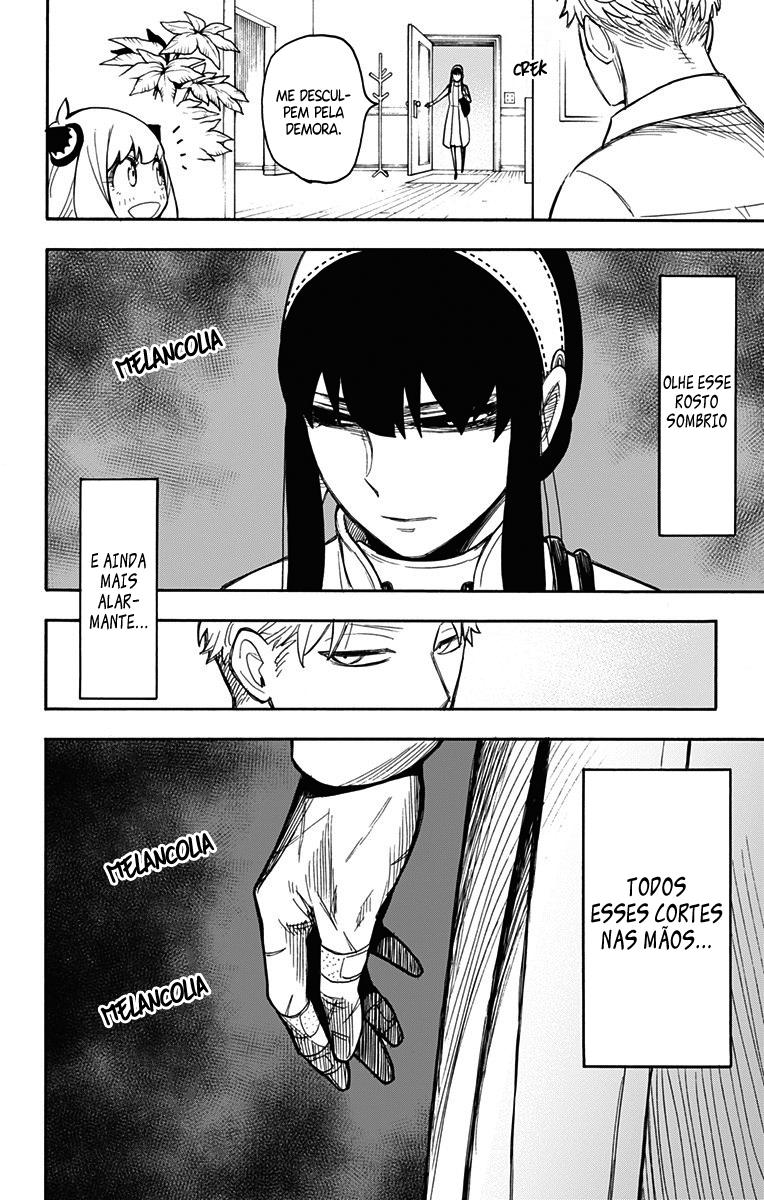 CREK
ME DESCUL-
PEM PELA
DEMORA.
OLHE ESSE
ROSTO
SOMBRIO
MELANCOLIA
E AINDA
MAIS
ALAR-
MANTE...
TODOS
ESSES CORTES
NAS MÃOS...
MELANCOLIA
MELANCOLIA